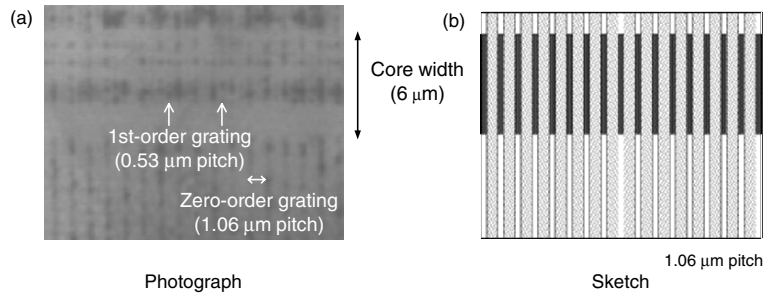 (a)
1st-order grating
(0.53 µm pitch)
Zero-order grating
(1.06 µm pitch)
Core width
(6 µm)
Photograph
(b)
1.06 µm pitch
Sketch